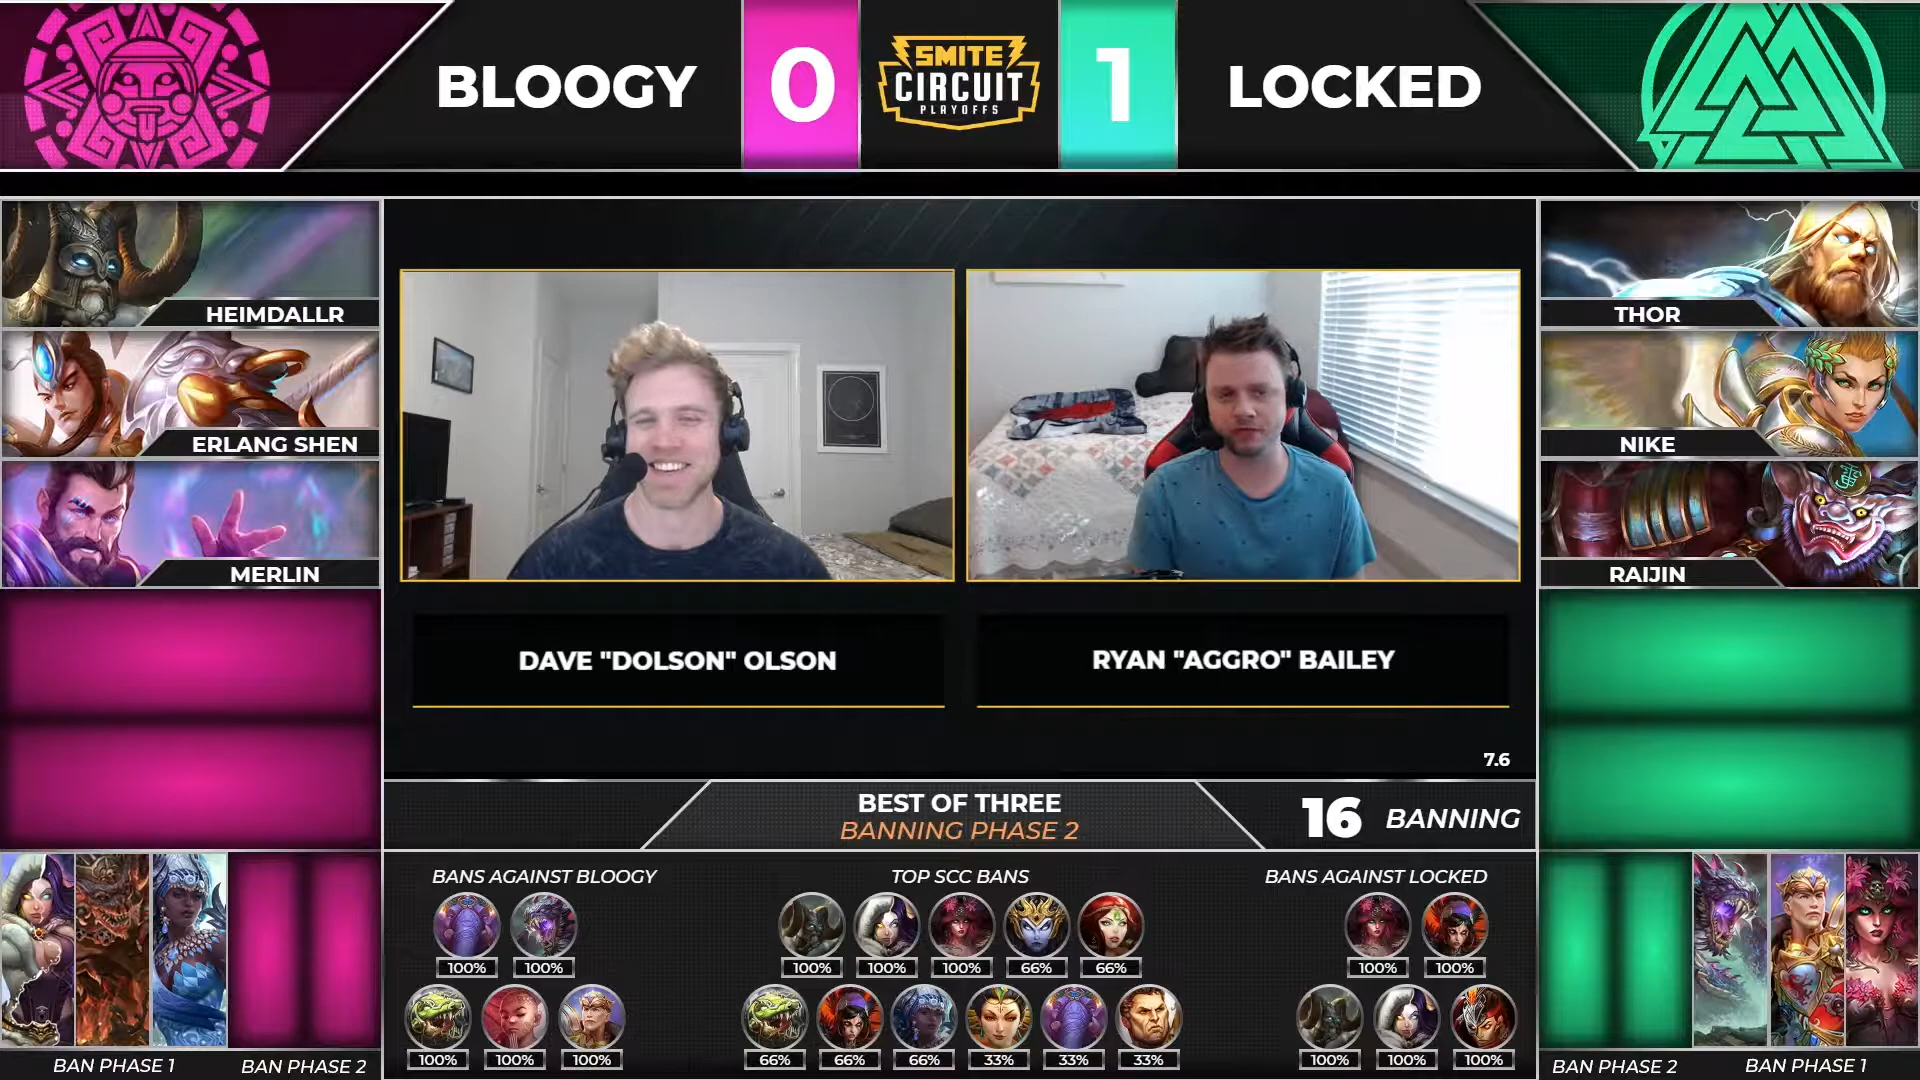 BLOOGY
0
SMITE
CIRCUIT
PLAYOFFS
1
LOCKED
HEIMDALLR
ERLANG SHEN
MERLIN
THOR
NIKE
RAIJIN
DAVE "DOLSON" OLSON
RYAN "AGGRO" BAILEY
7.6
BEST OF THREE
BANNING PHASE 2
16 BANNING
BANS AGAINST BLOOGY
100% 100%
100% 100% 100%
TOP SCC BANS
100% 100% 100% 66% 66%
66% 66% 66% 33% 33% 33%
BANS AGAINST LOCKED
100% 100%
100% 100% 100%
BAN PHASE 1
BAN PHASE 2
BAN PHASE 2
BAN PHASE 1